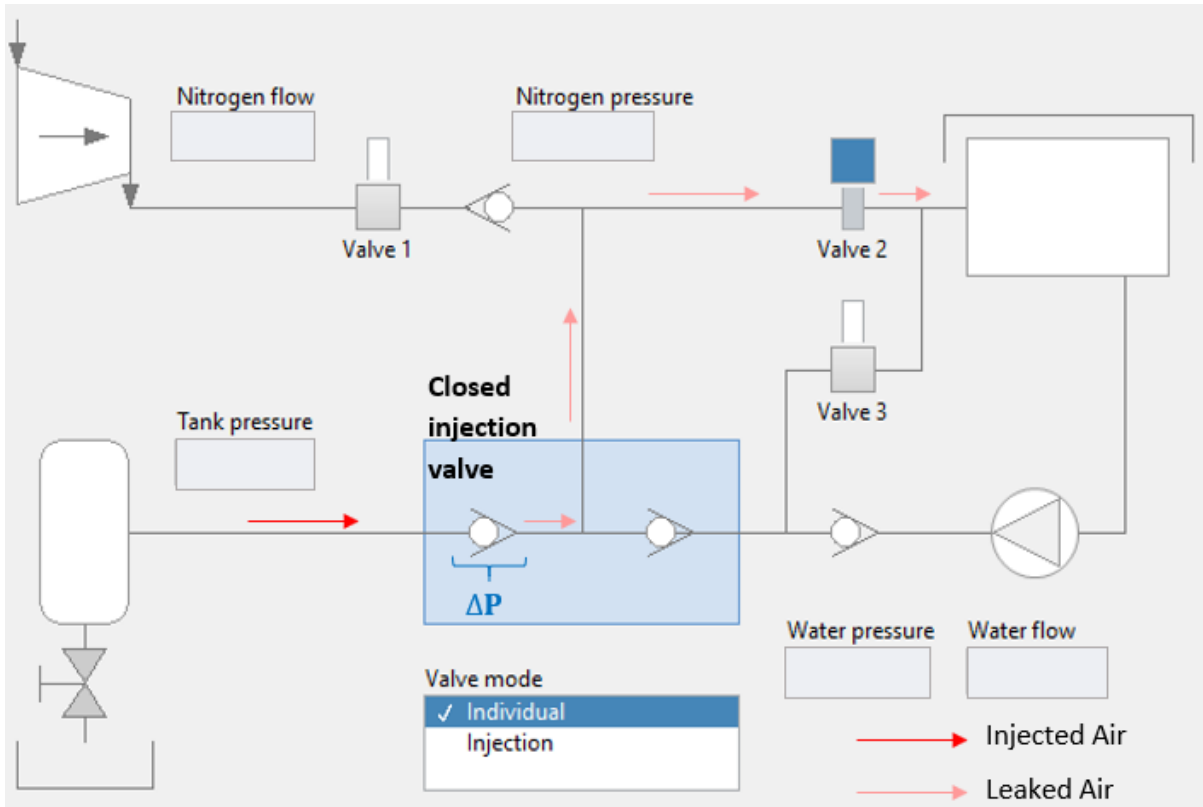 Nitrogen flow
Nitrogen pressure
Valve 1
Valve 2
Closed
injection
valve
Valve 3
Tank pressure
ΔP
Water pressure
Water flow
Valve mode
✓ Individual
Injection
Injected Air
Leaked Air